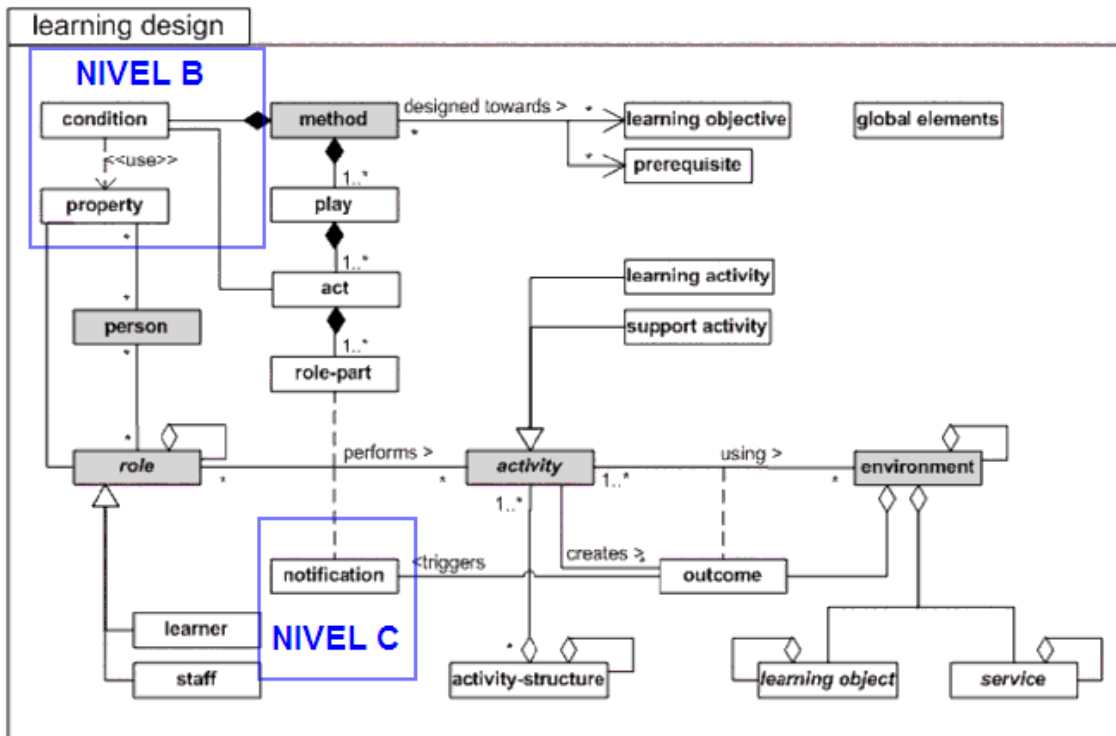 learning design
NIVEL B
condition
method
designed towards >
*
*
learning objective
global elements
<<use>>
*
prerequisite
1..*
property
play
*
1..*
learning activity
act
*
person
support activity
*
1..*
role-part
*
role
performs >
activity
using >
environment
*
*
1..*
*
1..*
creates >
*
notification
<triggers
outcome
learner
NIVEL C
*
staff
activity-structure
learning object
service